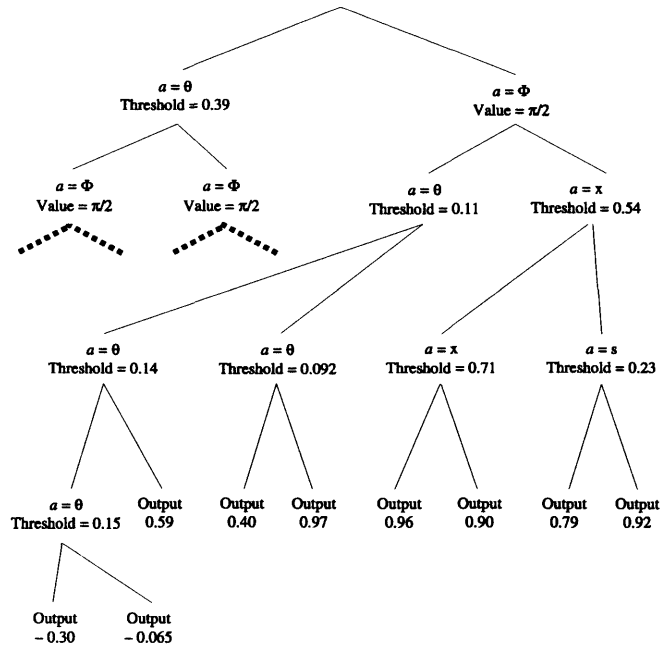 a = θ
Threshold = 0.39
a = Φ
Value = π/2
a = Φ
Value = π/2
a = Φ
Value = π/2
a = θ
Threshold = 0.11
a = x
Threshold = 0.54
a = θ
Threshold = 0.14
a = θ
Threshold = 0.092
a = x
Threshold = 0.71
a = s
Threshold = 0.23
a = θ
Threshold = 0.15
Output
0.59
Output
0.40
Output
0.97
Output
0.96
Output
0.90
Output
0.79
Output
0.92
Output
– 0.30
Output
– 0.065